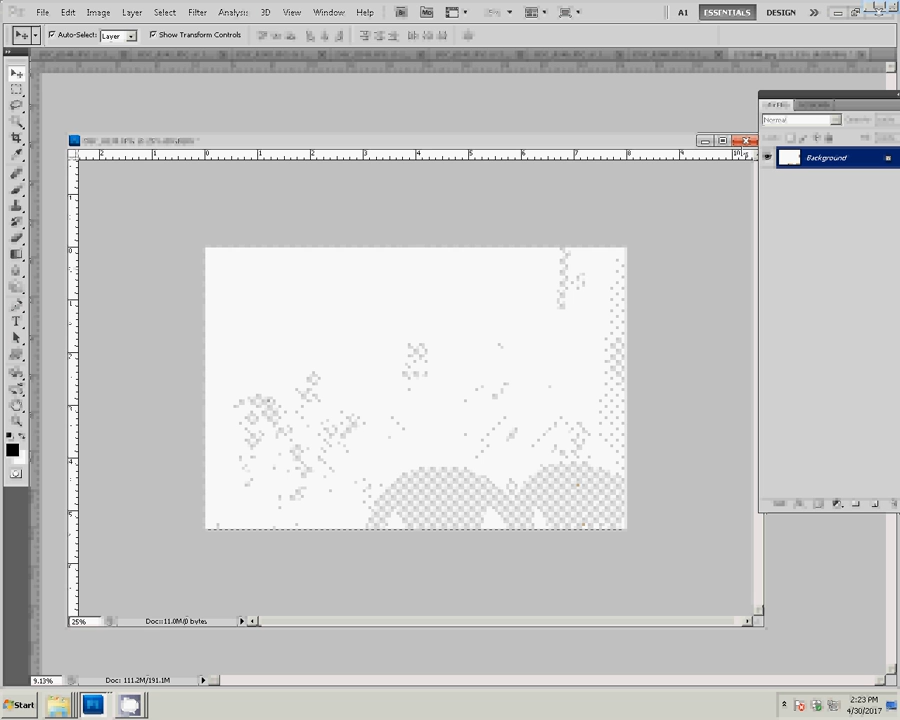 File Edit Image Layer Select Filter Analysis 3D View Window Help
A1 ESSENTIALS DESIGN
Auto-Select: Layer Show Transform Controls
Normal
Background
25% Doc: 11.0M/0 bytes
9.13% Doc: 111.2M/191.1M
Start
2:23 PM
4/30/2017